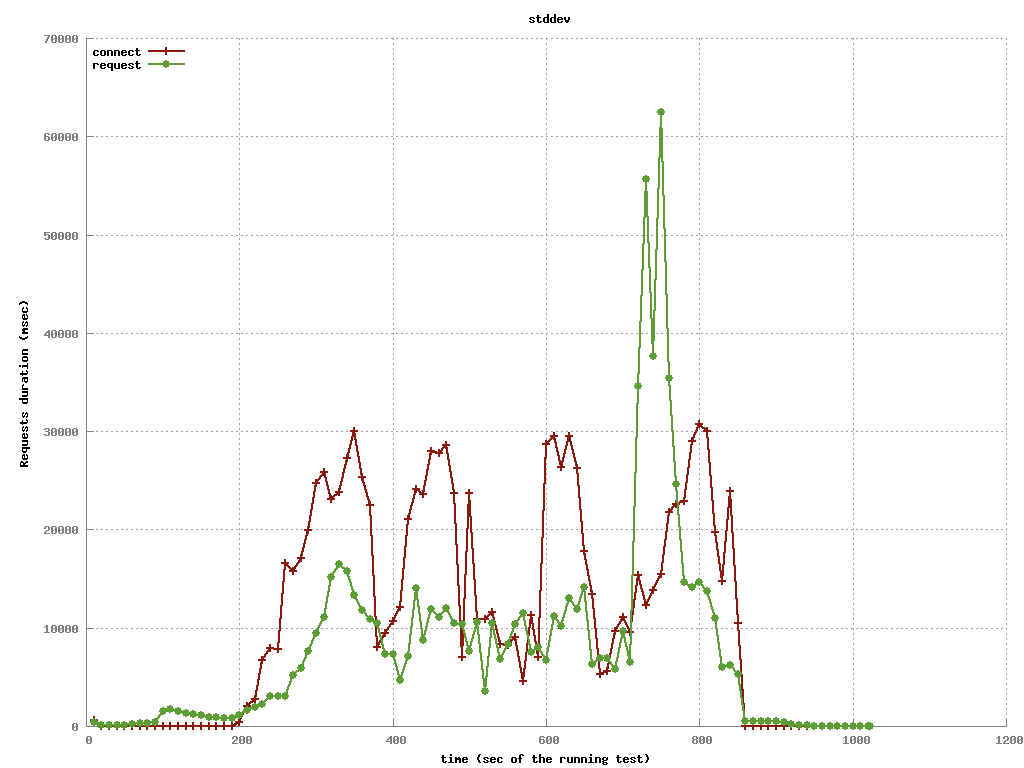 stddev
connect
request
70000
60000
50000
40000
30000
20000
10000
0
0 200 400 600 800 1000 1200
Requests duration (msec)
time (sec of the running test)